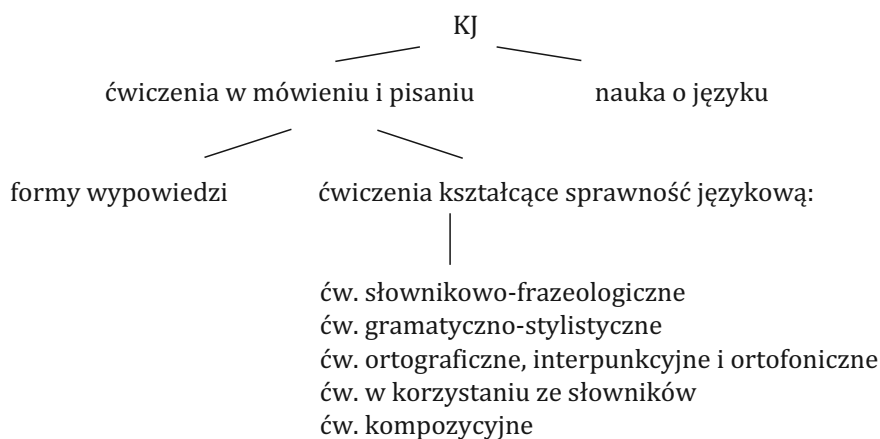 KJ
ćwiczenia w mówieniu i pisaniu
nauka o języku
formy wypowiedzi
ćwiczenia kształcące sprawność językową:
ćw. słownikowo-frazeologiczne
ćw. gramatyczno-stylistyczne
ćw. ortograficzne, interpunkcyjne i ortofoniczne
ćw. w korzystaniu ze słowników
ćw. kompozycyjne